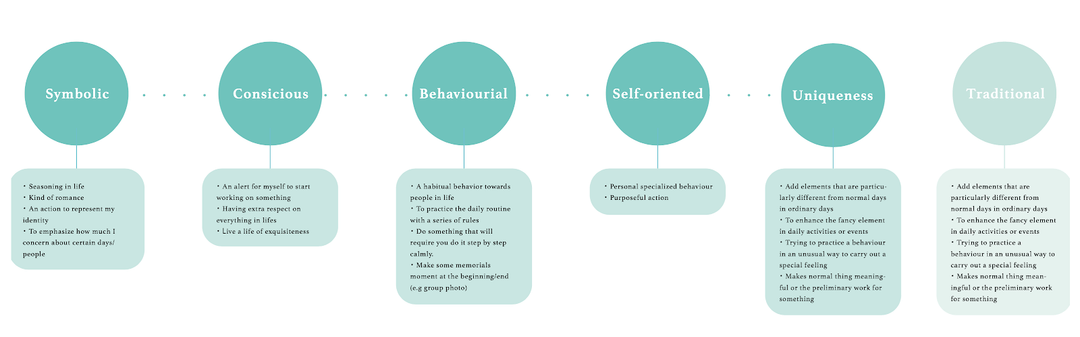 Symbolic
• Seasoning in life
• Kind of romance
• An action to represent my
identity
• To emphasize how much I
concern about certain days/
people
Consicious
• An alert for myself to start
working on something
• Having extra respect on
everything in lifes
• Live a life of exquisiteness
Behaviourial
• A habitual behavior towards
people in life
• To practice the daily routine
with a series of rules
• Do something that will
require you do it step by step
calmly.
• Make some memorials
moment at the beginning/end
(e.g group photo)
Self-oriented
• Personal specialized behaviour
• Purposeful action
Uniqueness
• Add elements that are particu-
larly different from normal days
in ordinary days
• To enhance the fancy element
in daily activities or events
• Trying to practice a behaviour
in an unusual way to carry out a
special feeling
• Makes normal thing meaning-
ful or the preliminary work for
something
Traditional
• Add elements that are
particularly different from
normal days in ordinary days
• To enhance the fancy element
in daily activities or events
• Trying to practice a
behaviour in an unusual way to
carry out a special feeling
• Makes normal thing mean-
ingful or the preliminary work
for something